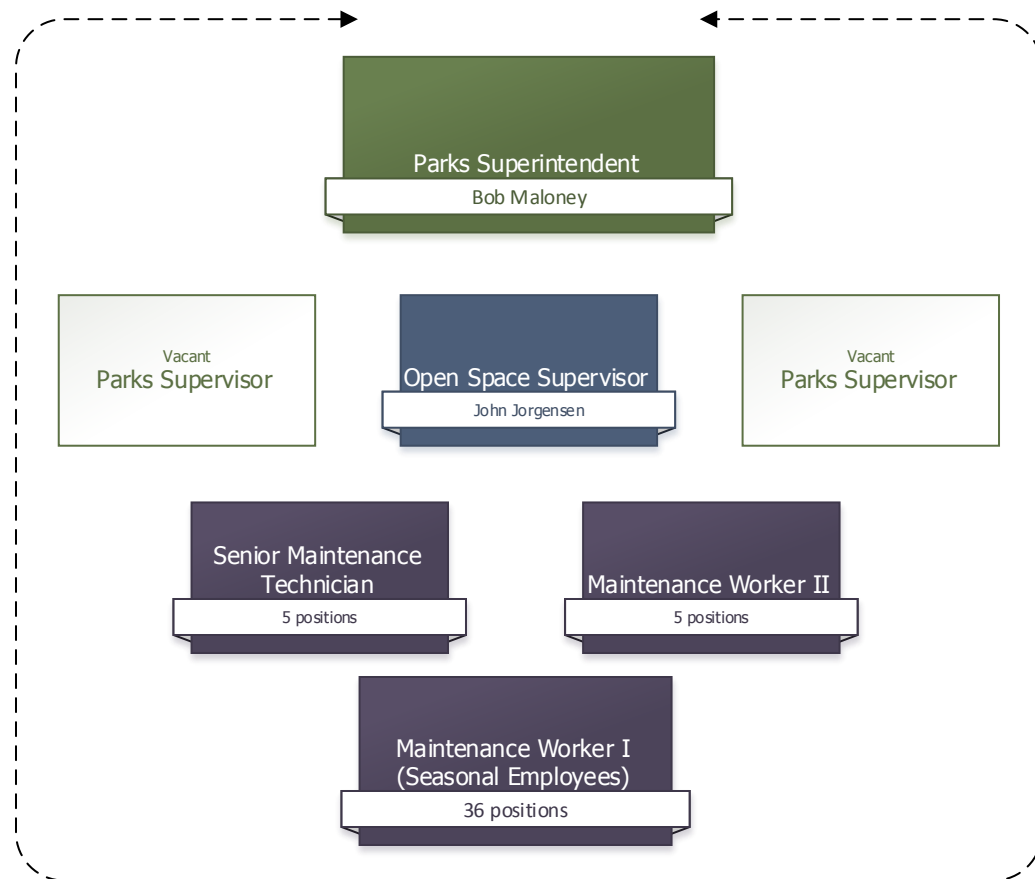 Parks Superintendent
Bob Maloney
Vacant
Parks Supervisor
Open Space Supervisor
John Jorgensen
Vacant
Parks Supervisor
Senior Maintenance
Technician
5 positions
Maintenance Worker II
5 positions
Maintenance Worker I
(Seasonal Employees)
36 positions